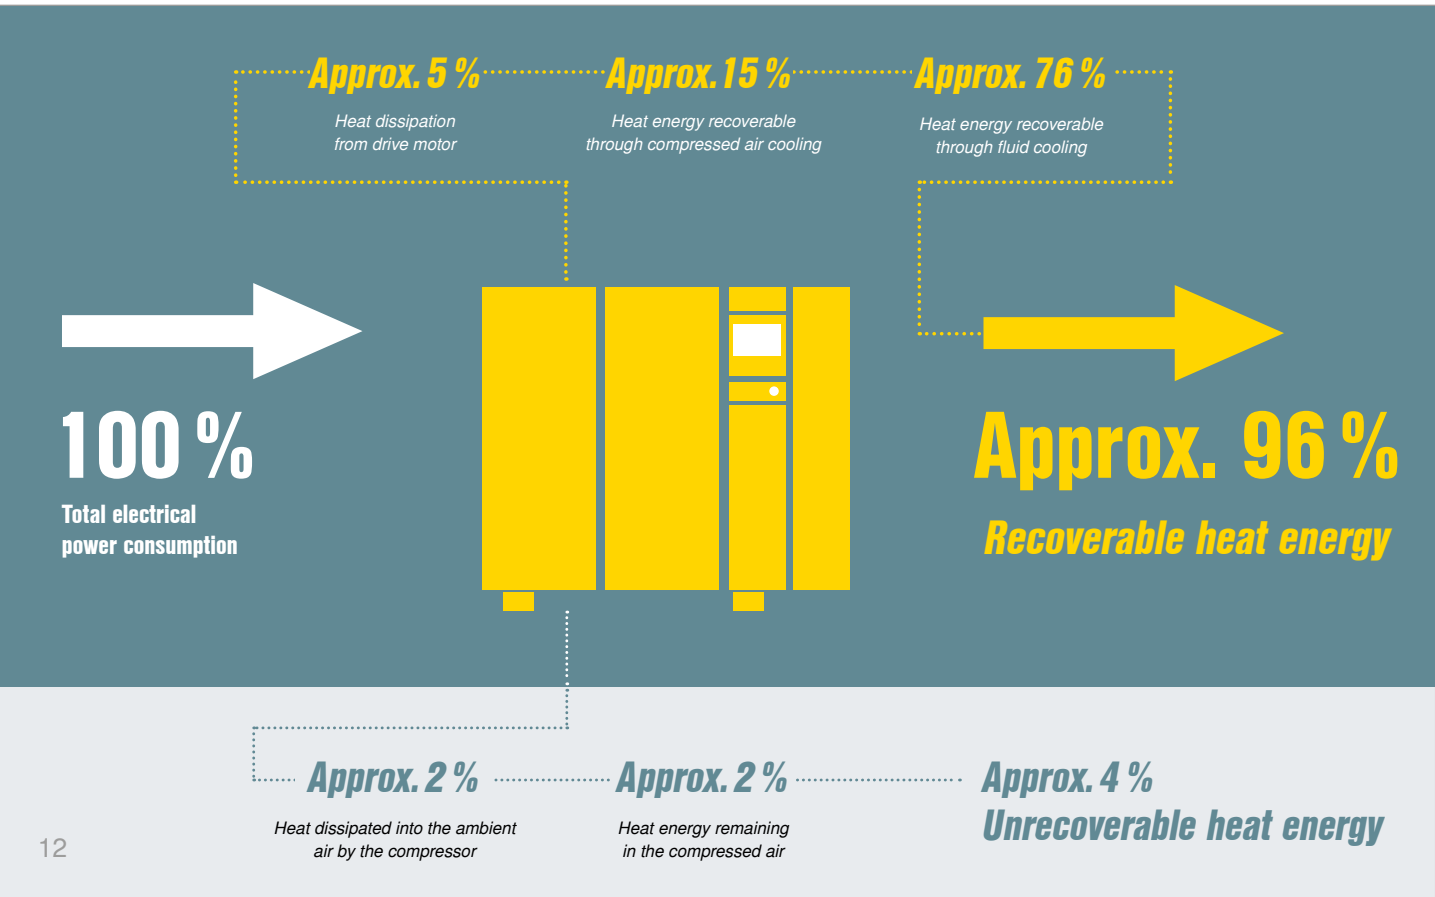 Approx. 5 %
Heat dissipation
from drive motor
Approx. 15 %
Heat energy recoverable
through compressed air cooling
Approx. 76 %
Heat energy recoverable
through fluid cooling
100 %
Total electrical
power consumption
Approx. 96 %
Recoverable heat energy
Approx. 2 %
Heat dissipated into the ambient
air by the compressor
Approx. 2 %
Heat energy remaining
in the compressed air
Approx. 4 %
Unrecoverable heat energy
12